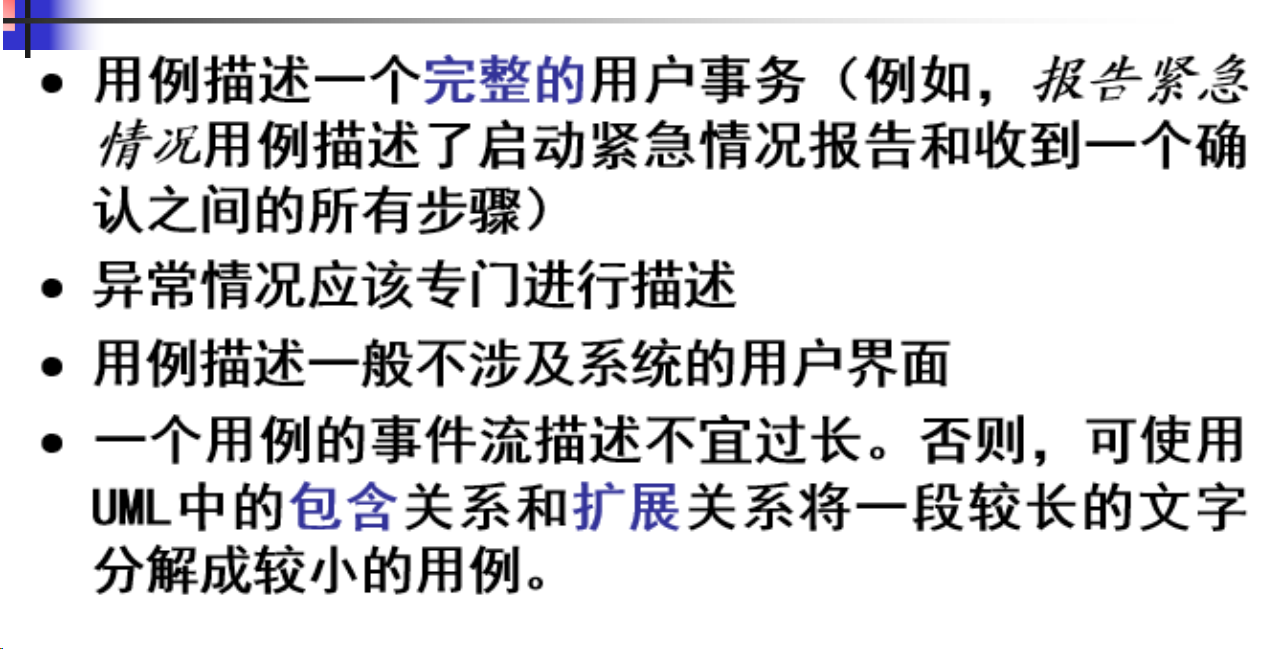 • 用例描述一个完整的用户事务（例如，报告紧急
情况用例描述了启动紧急情况报告和收到一个确
认之间的所有步骤）
• 异常情况应该专门进行描述
• 用例描述一般不涉及系统的用户界面
• 一个用例的事件流描述不宜过长。否则，可使用
UML中的包含关系和扩展关系将一段较长的文字
分解成较小的用例。